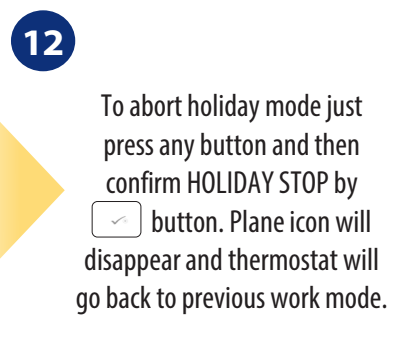 12
To abort holiday mode just
press any button and then
confirm HOLIDAY STOP by
button. Plane icon will
disappear and thermostat will
go back to previous work mode.